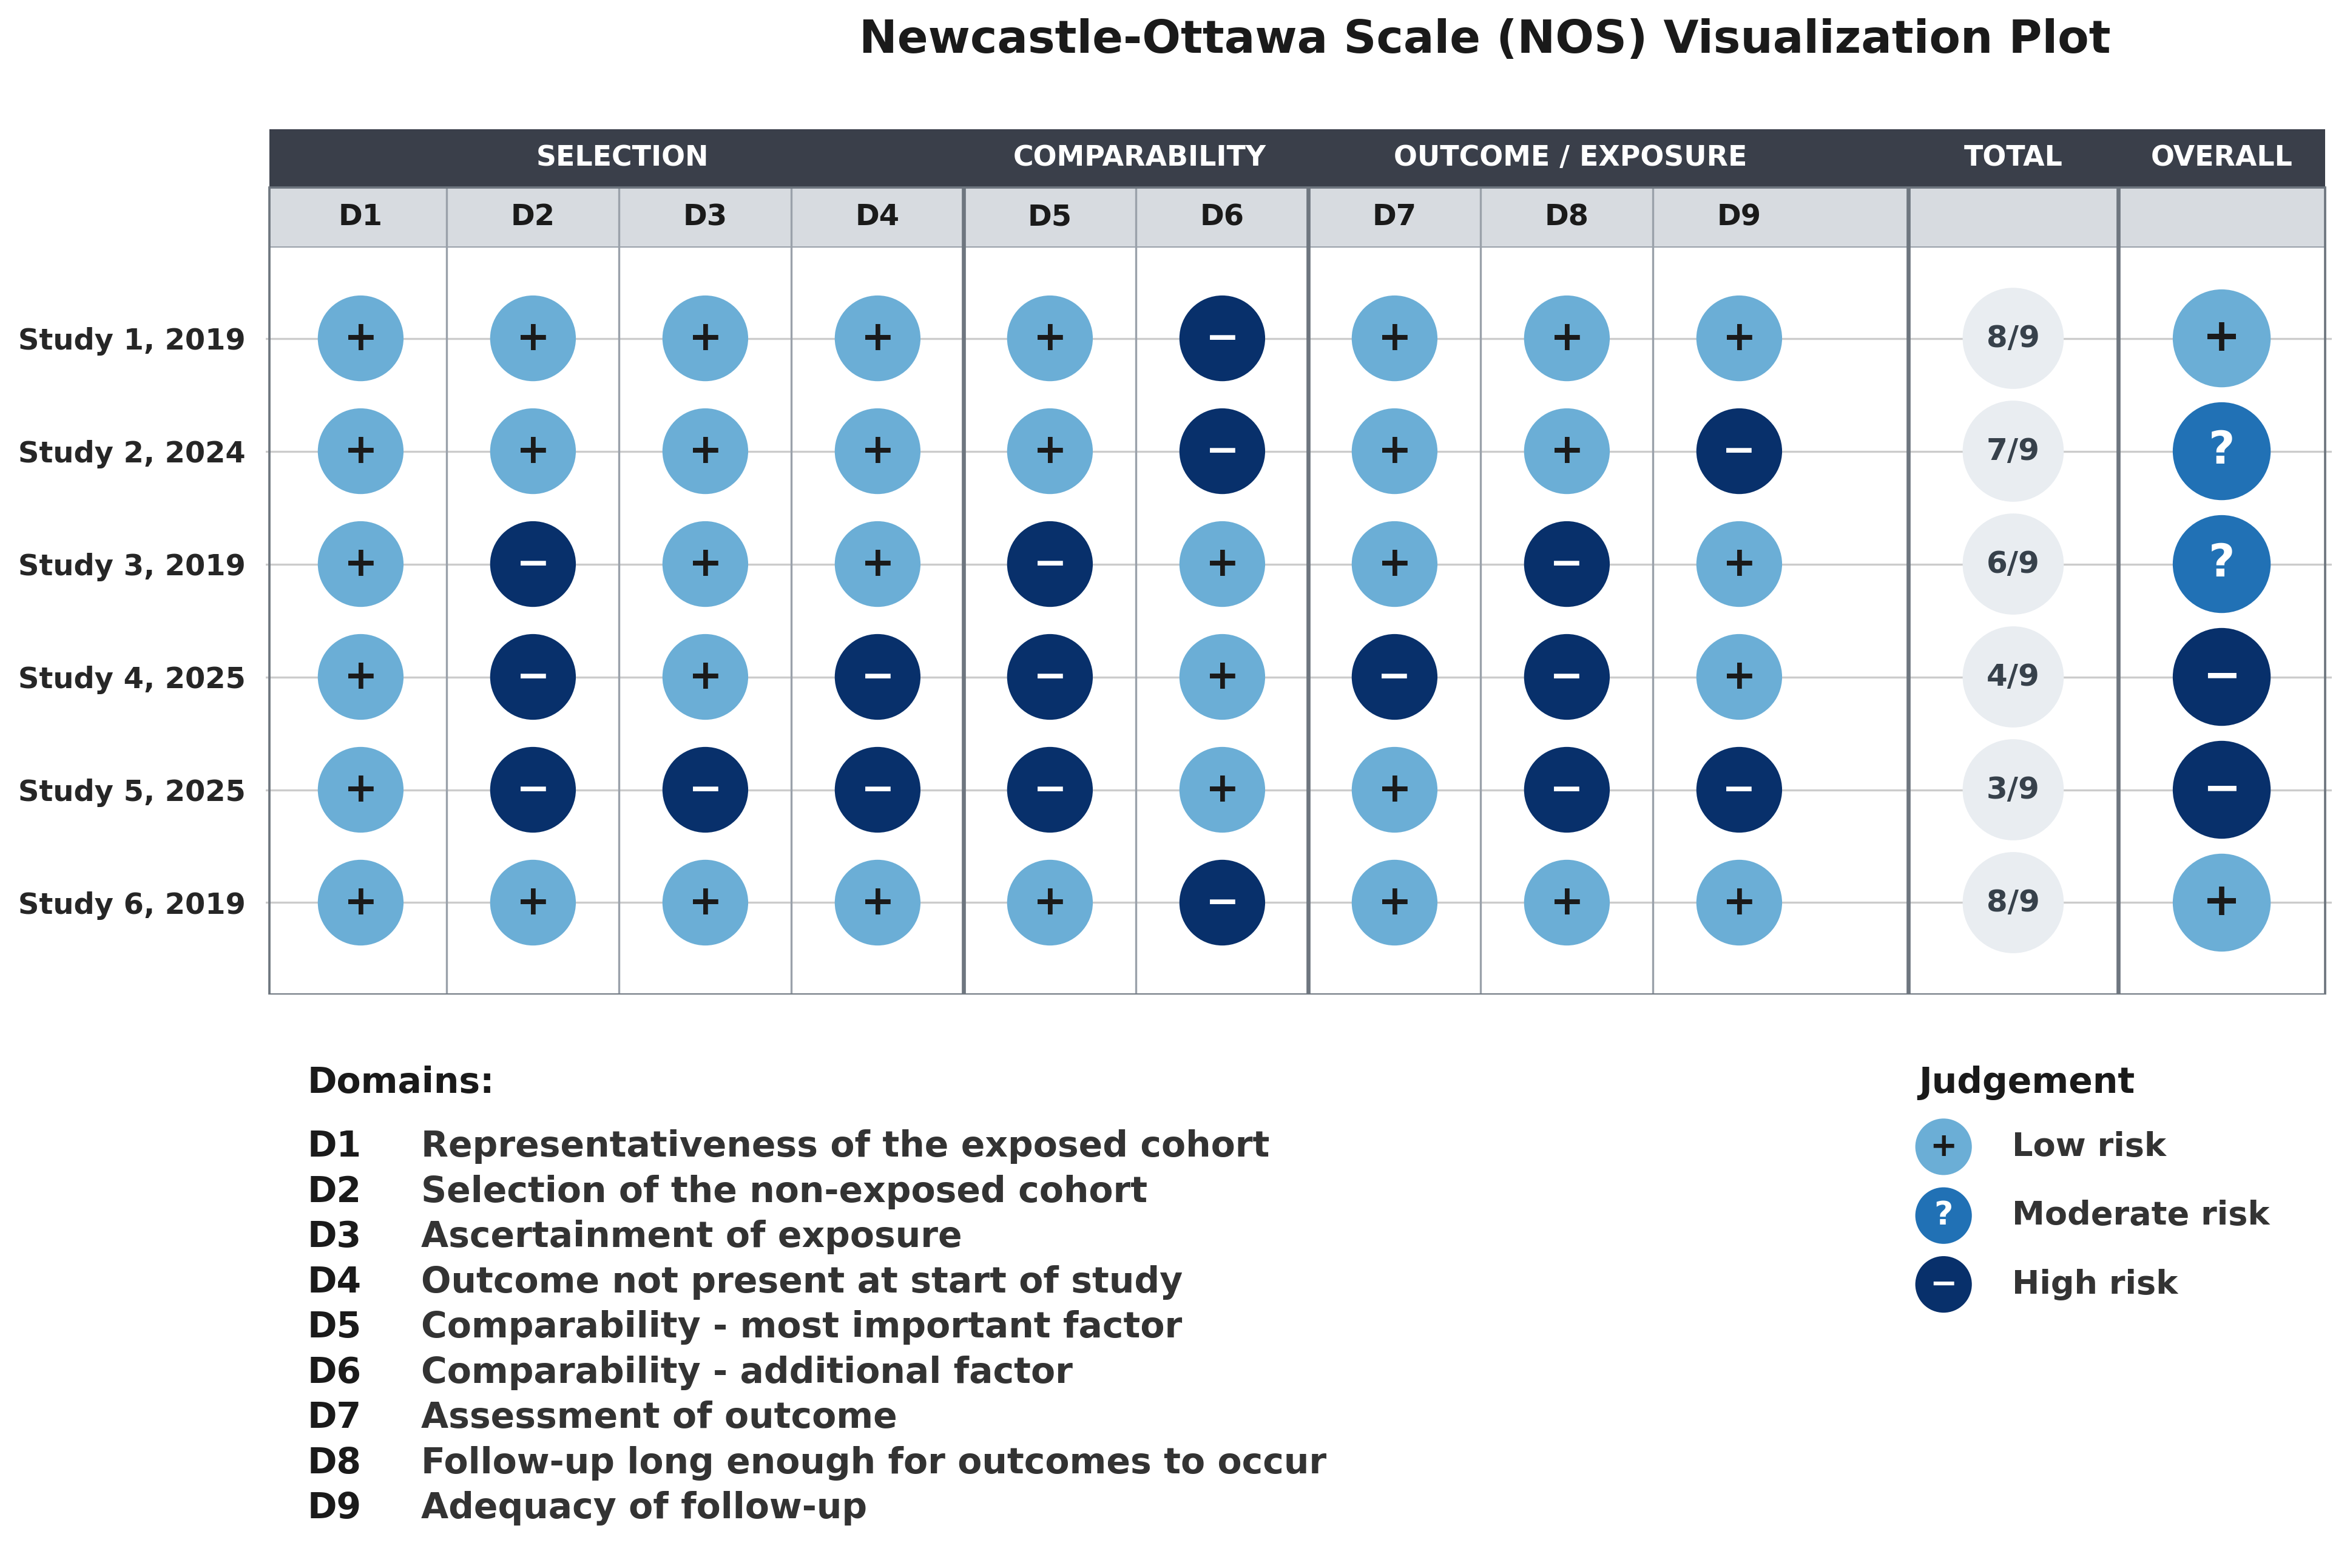 Newcastle-Ottawa Scale (NOS) Visualization Plot
SELECTION COMPARABILITY OUTCOME / EXPOSURE TOTAL OVERALL
D1 D2 D3 D4 D5 D6 D7 D8 D9
Study 1, 2019 + + + + + − + + + 8/9 +
Study 2, 2024 + + + + + − + + − 7/9 ?
Study 3, 2019 + − + + − + + − + 6/9 ?
Study 4, 2025 + − + − − + − − + 4/9 −
Study 5, 2025 + − − − − + + − − 3/9 −
Study 6, 2019 + + + + + − + + + 8/9 +
Domains:
D1 Representativeness of the exposed cohort
D2 Selection of the non-exposed cohort
D3 Ascertainment of exposure
D4 Outcome not present at start of study
D5 Comparability - most important factor
D6 Comparability - additional factor
D7 Assessment of outcome
D8 Follow-up long enough for outcomes to occur
D9 Adequacy of follow-up
Judgement
+ Low risk
? Moderate risk
− High risk